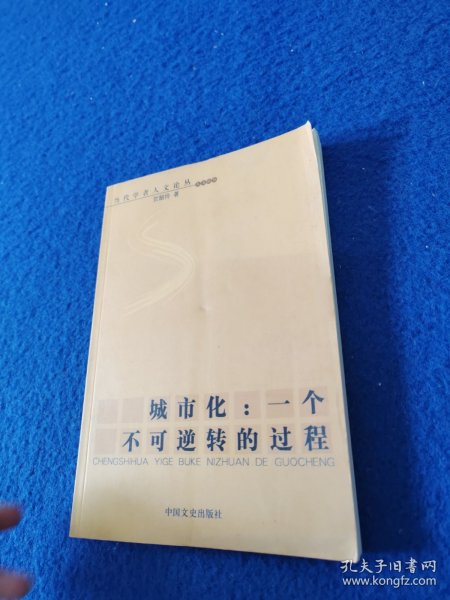 当代学者人文论丛
著
城市化：一个
不可逆转的过程
CHENGSHIHUA YIGE BUKE NIZHUAN DE GUOCHENG
中国文史出版社
孔夫子旧书网
www.kongfz.com